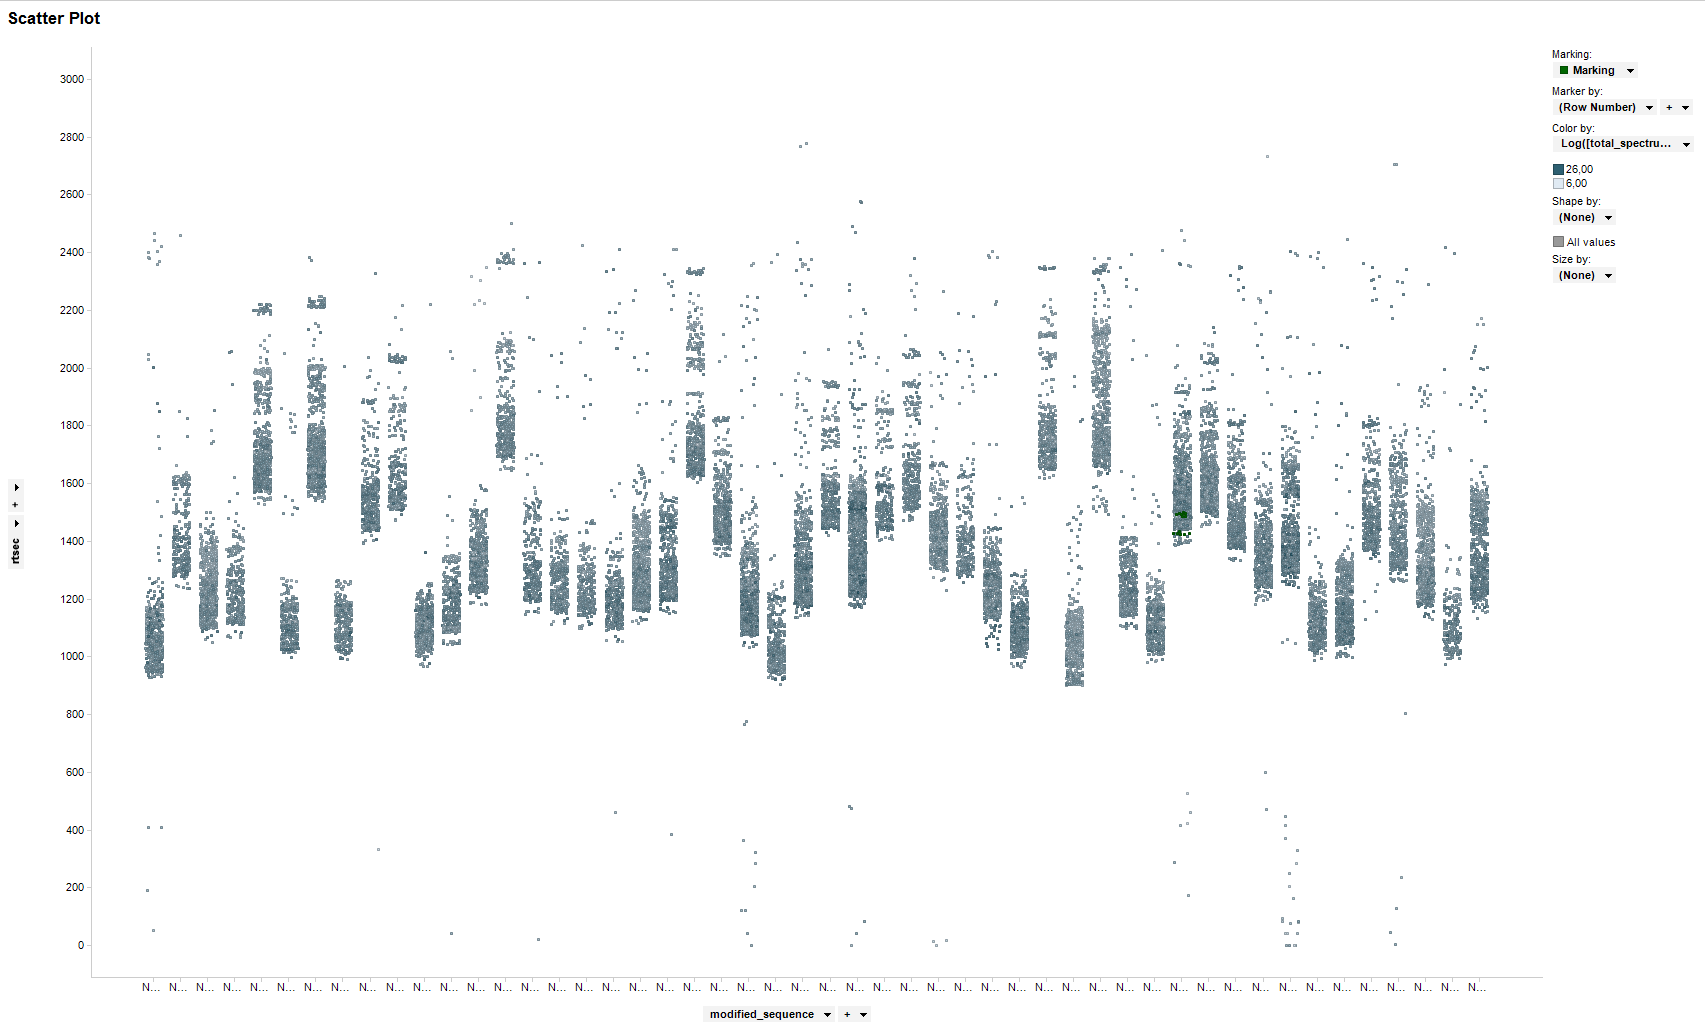 Scatter Plot
Marking:
Marking
Marker by:
(Row Number) +
Color by:
Log([total_spectru...
26,00
6,00
Shape by:
(None)
All values
Size by:
(None)
3000
2800
2600
2400
2200
2000
1800
1600
1400
1200
1000
800
600
400
200
0
+
rtsec
N... N... N... N... N... N... N... N... N... N... N... N... N... N... N... N... N... N... N... N... N... N... N... N... N... N... N... N... N... N... N... N... N... N... N... N... N... N... N... N... N... N... N... N... N... N... N... N... N... N...
modified_sequence +